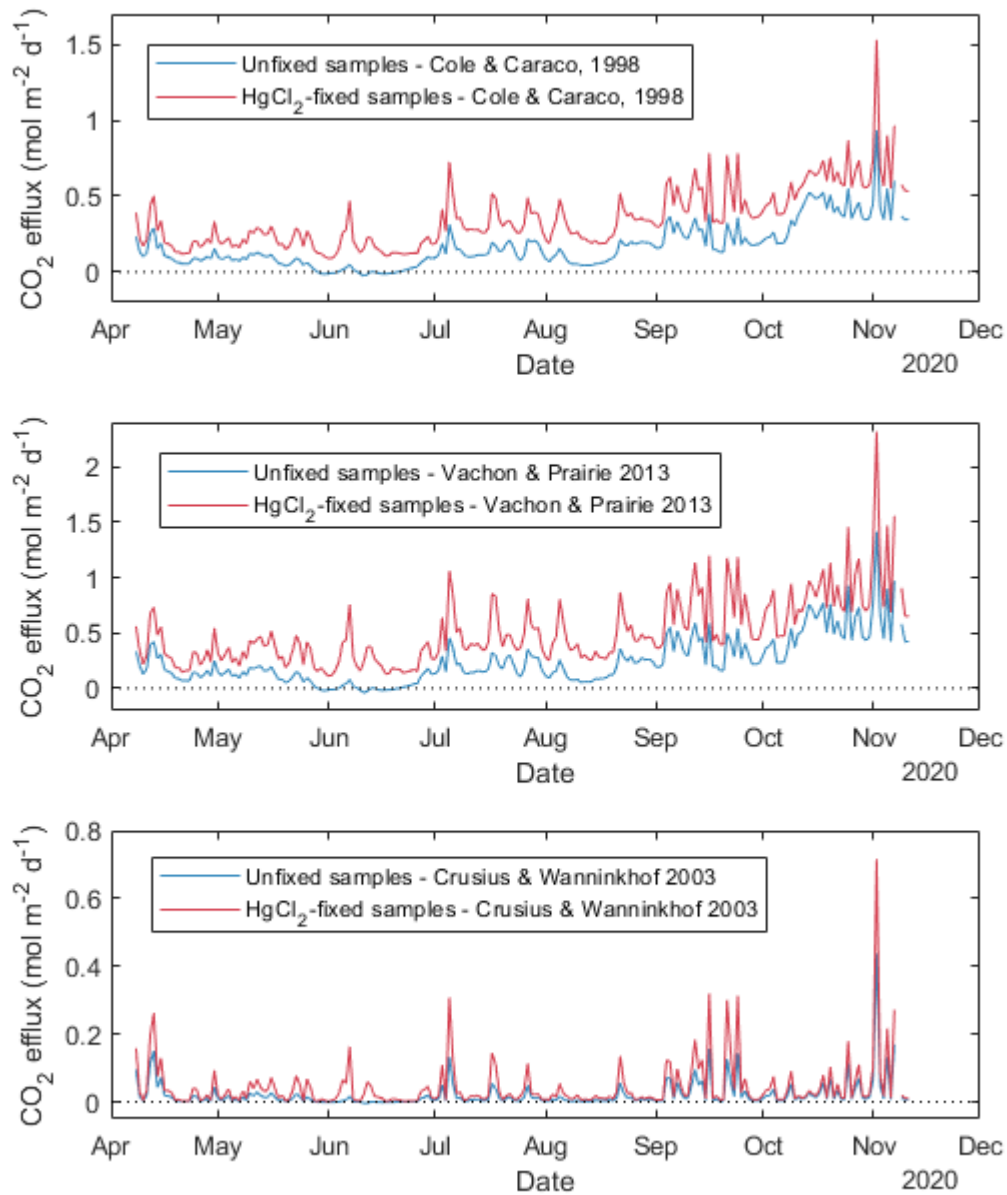 CO2 efflux (mol m-2 d-1)
1.5
1
0.5
0
Unfixed samples - Cole & Caraco, 1998
HgCl2-fixed samples - Cole & Caraco, 1998
Apr May Jun Jul Aug Sep Oct Nov Dec
Date
2020
CO2 efflux (mol m-2 d-1)
2
1.5
1
0.5
0
Unfixed samples - Vachon & Prairie 2013
HgCl2-fixed samples - Vachon & Prairie 2013
Apr May Jun Jul Aug Sep Oct Nov Dec
Date
2020
CO2 efflux (mol m-2 d-1)
0.8
0.6
0.4
0.2
0
Unfixed samples - Crusius & Wanninkhof 2003
HgCl2-fixed samples - Crusius & Wanninkhof 2003
Apr May Jun Jul Aug Sep Oct Nov Dec
Date
2020